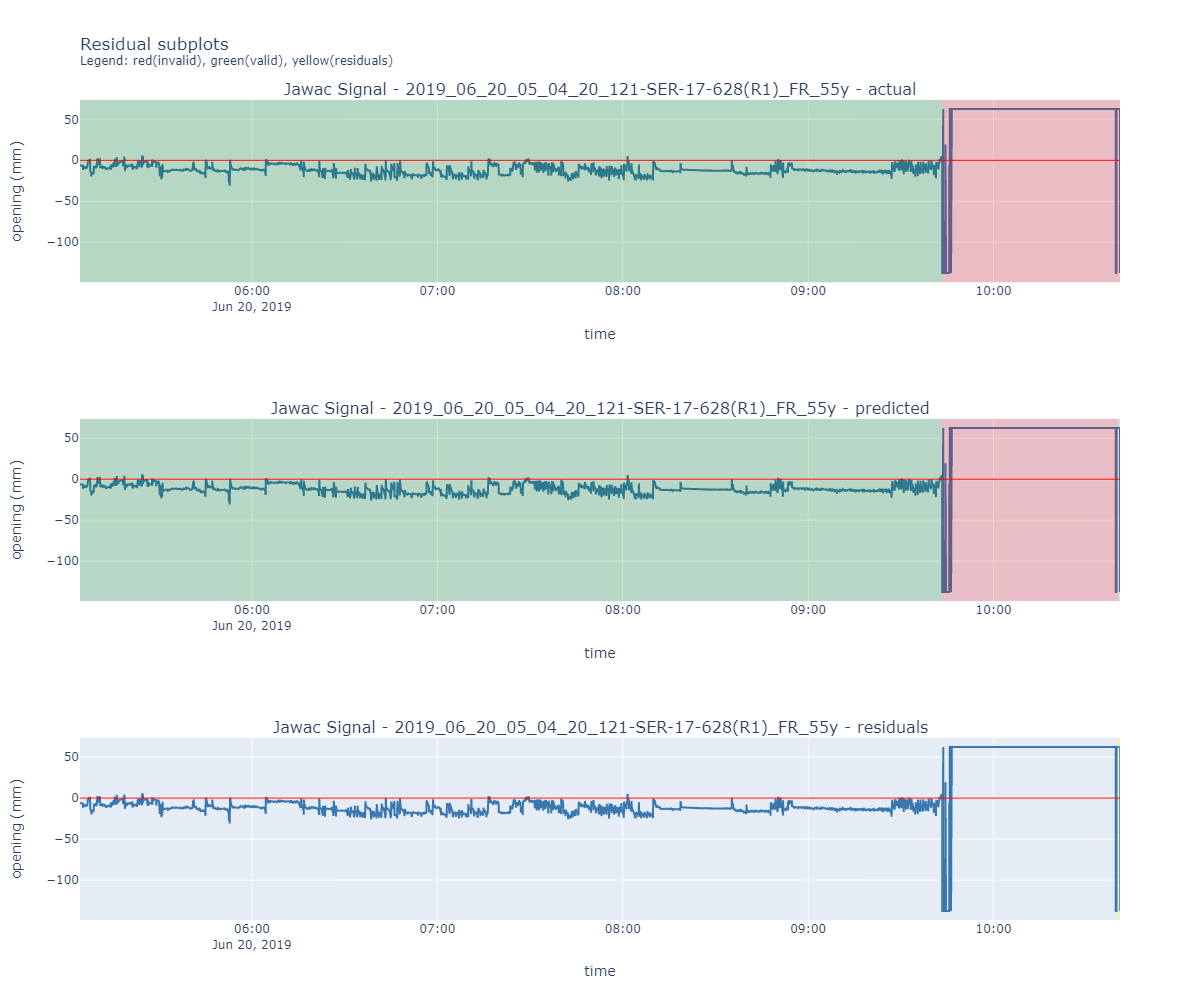 Residual subplots
Legend: red(invalid), green(valid), yellow(residuals)
Jawac Signal - 2019_06_20_05_04_20_121-SER-17-628(R1)_FR_55y - actual
50
0
−50
−100
opening (mm)
06:00 07:00 08:00 09:00 10:00
Jun 20, 2019
time
Jawac Signal - 2019_06_20_05_04_20_121-SER-17-628(R1)_FR_55y - predicted
50
0
−50
−100
opening (mm)
06:00 07:00 08:00 09:00 10:00
Jun 20, 2019
time
Jawac Signal - 2019_06_20_05_04_20_121-SER-17-628(R1)_FR_55y - residuals
50
0
−50
−100
opening (mm)
06:00 07:00 08:00 09:00 10:00
Jun 20, 2019
time